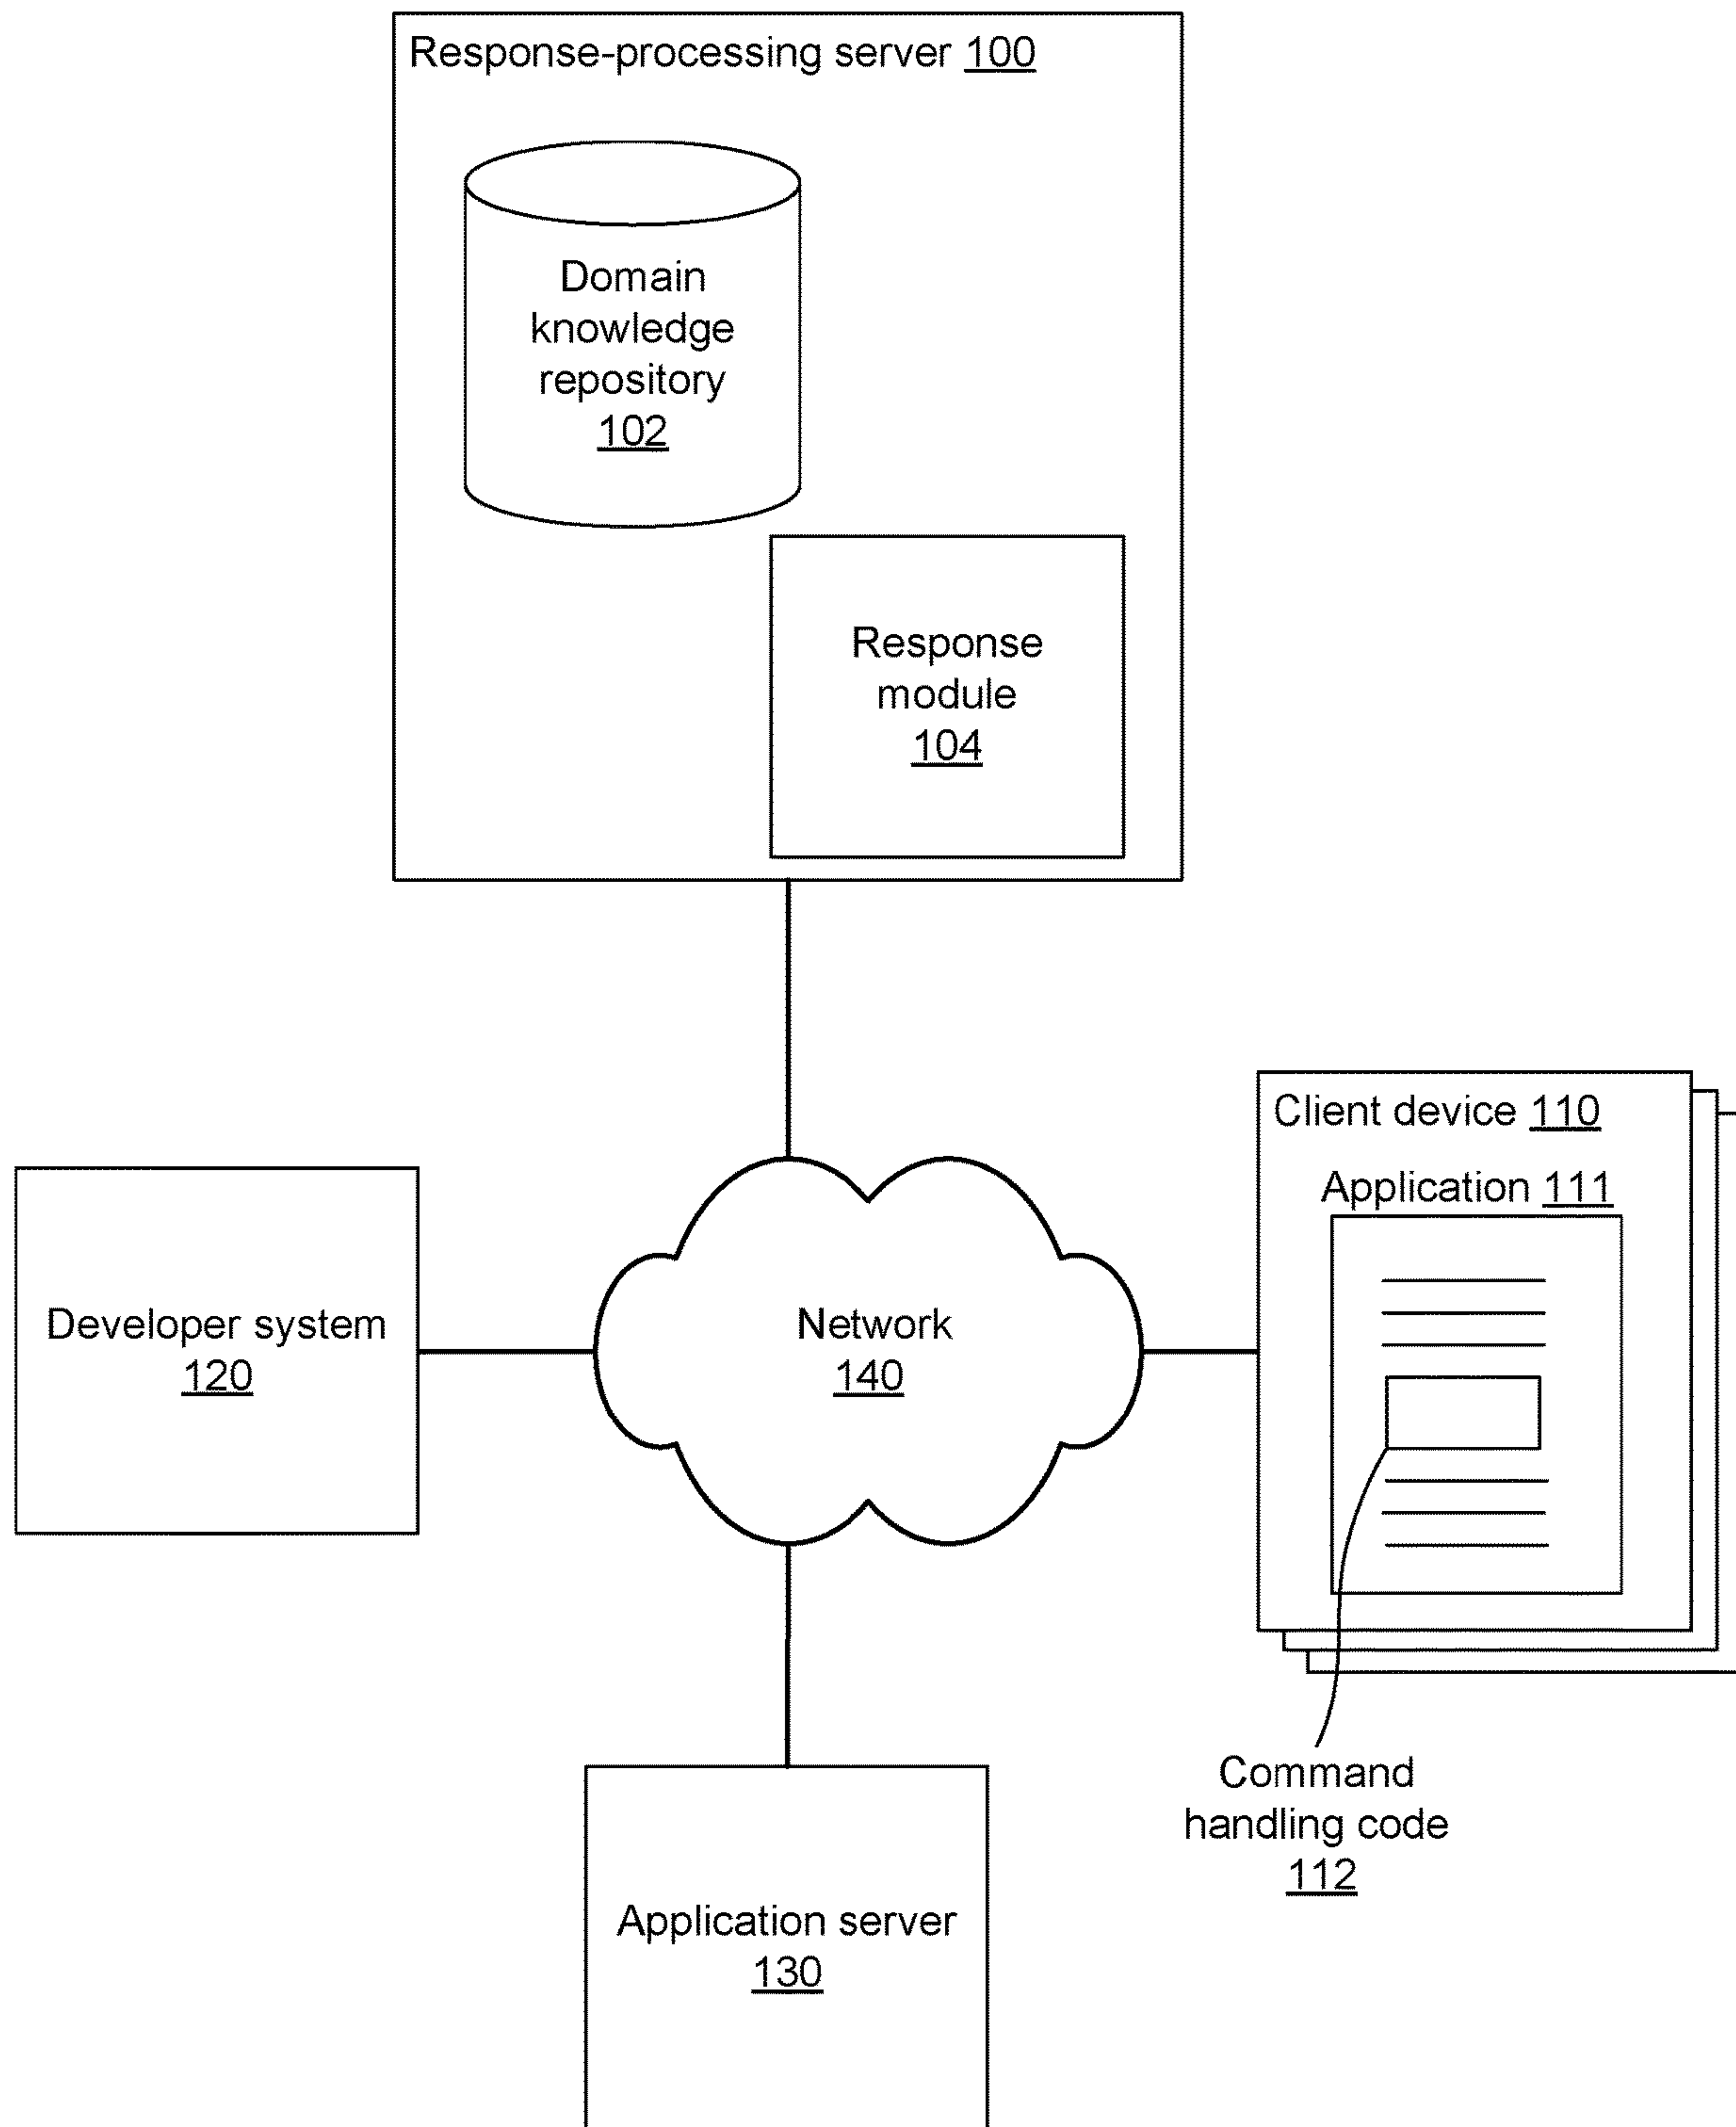 Response-processing server 100
Domain
knowledge
repository
102
Response
module
104
Client device 110
Application 111
Developer system
120
Network
140
Command
handling code
112
Application server
130